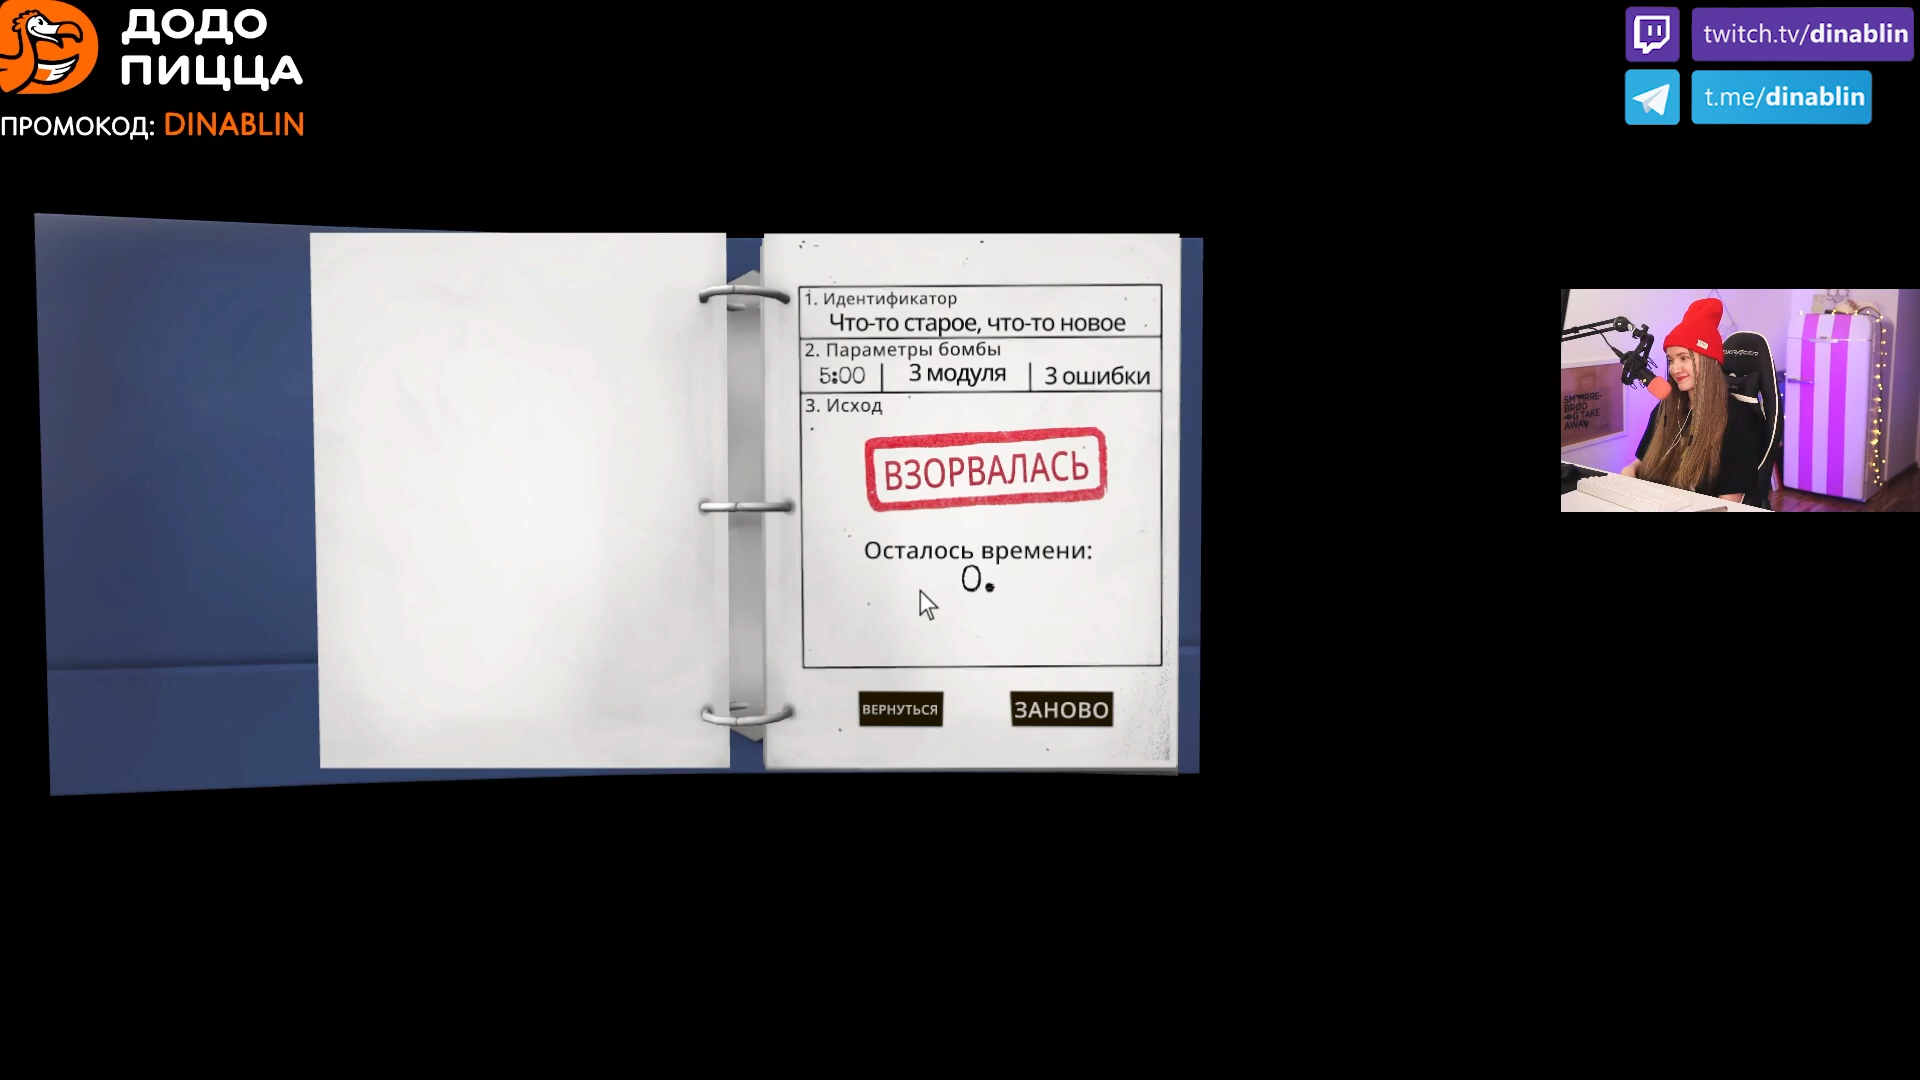 ДОДО
ПИЦЦА
ПРОМОКОД: DINABLIN
twitch.tv/dinablin
t.me/dinablin
1. Идентификатор
Что-то старое, что-то новое
2. Параметры бомбы
5:00 | 3 модуля | 3 ошибки
3. Исход
ВЗОРВАЛАСЬ
Осталось времени:
0.
ВЕРНУТЬСЯ
ЗАНОВО